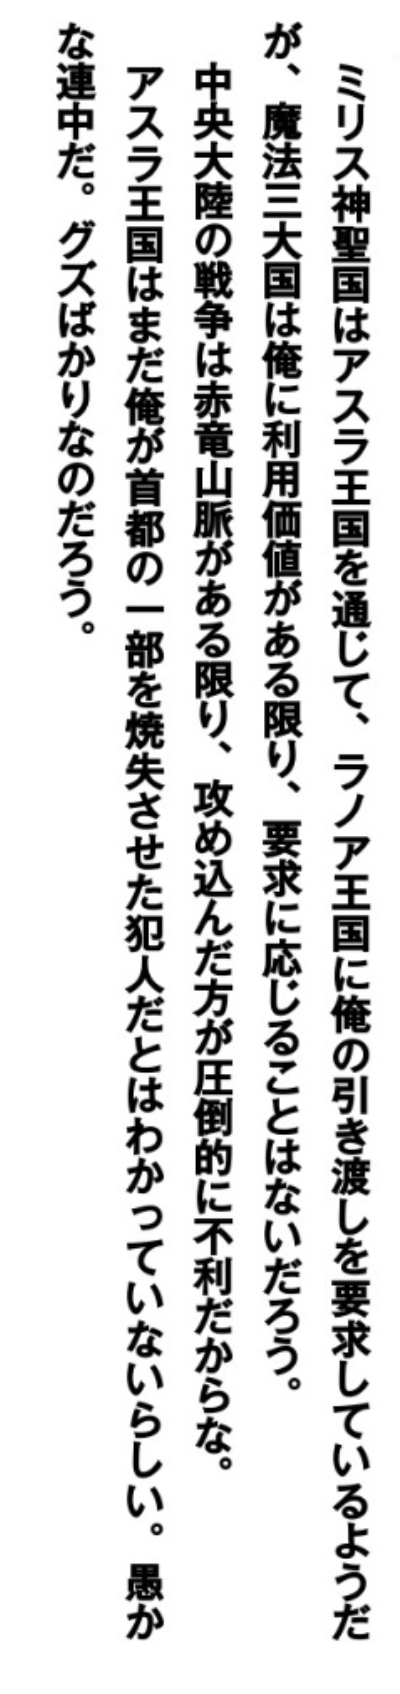 ミリス神聖国はアスラ王国を通じて、ラノア王国に俺の引き渡しを要求しているようだ
が、魔法三大国は俺に利用価値がある限り、要求に応じることはないだろう。
中央大陸の戦争は赤竜山脈がある限り、攻め込んだ方が圧倒的に不利だからな。
アスラ王国はまだ俺が首都の一部を焼失させた犯人だとはわかっていないらしい。愚か
な連中だ。グズばかりなのだろう。